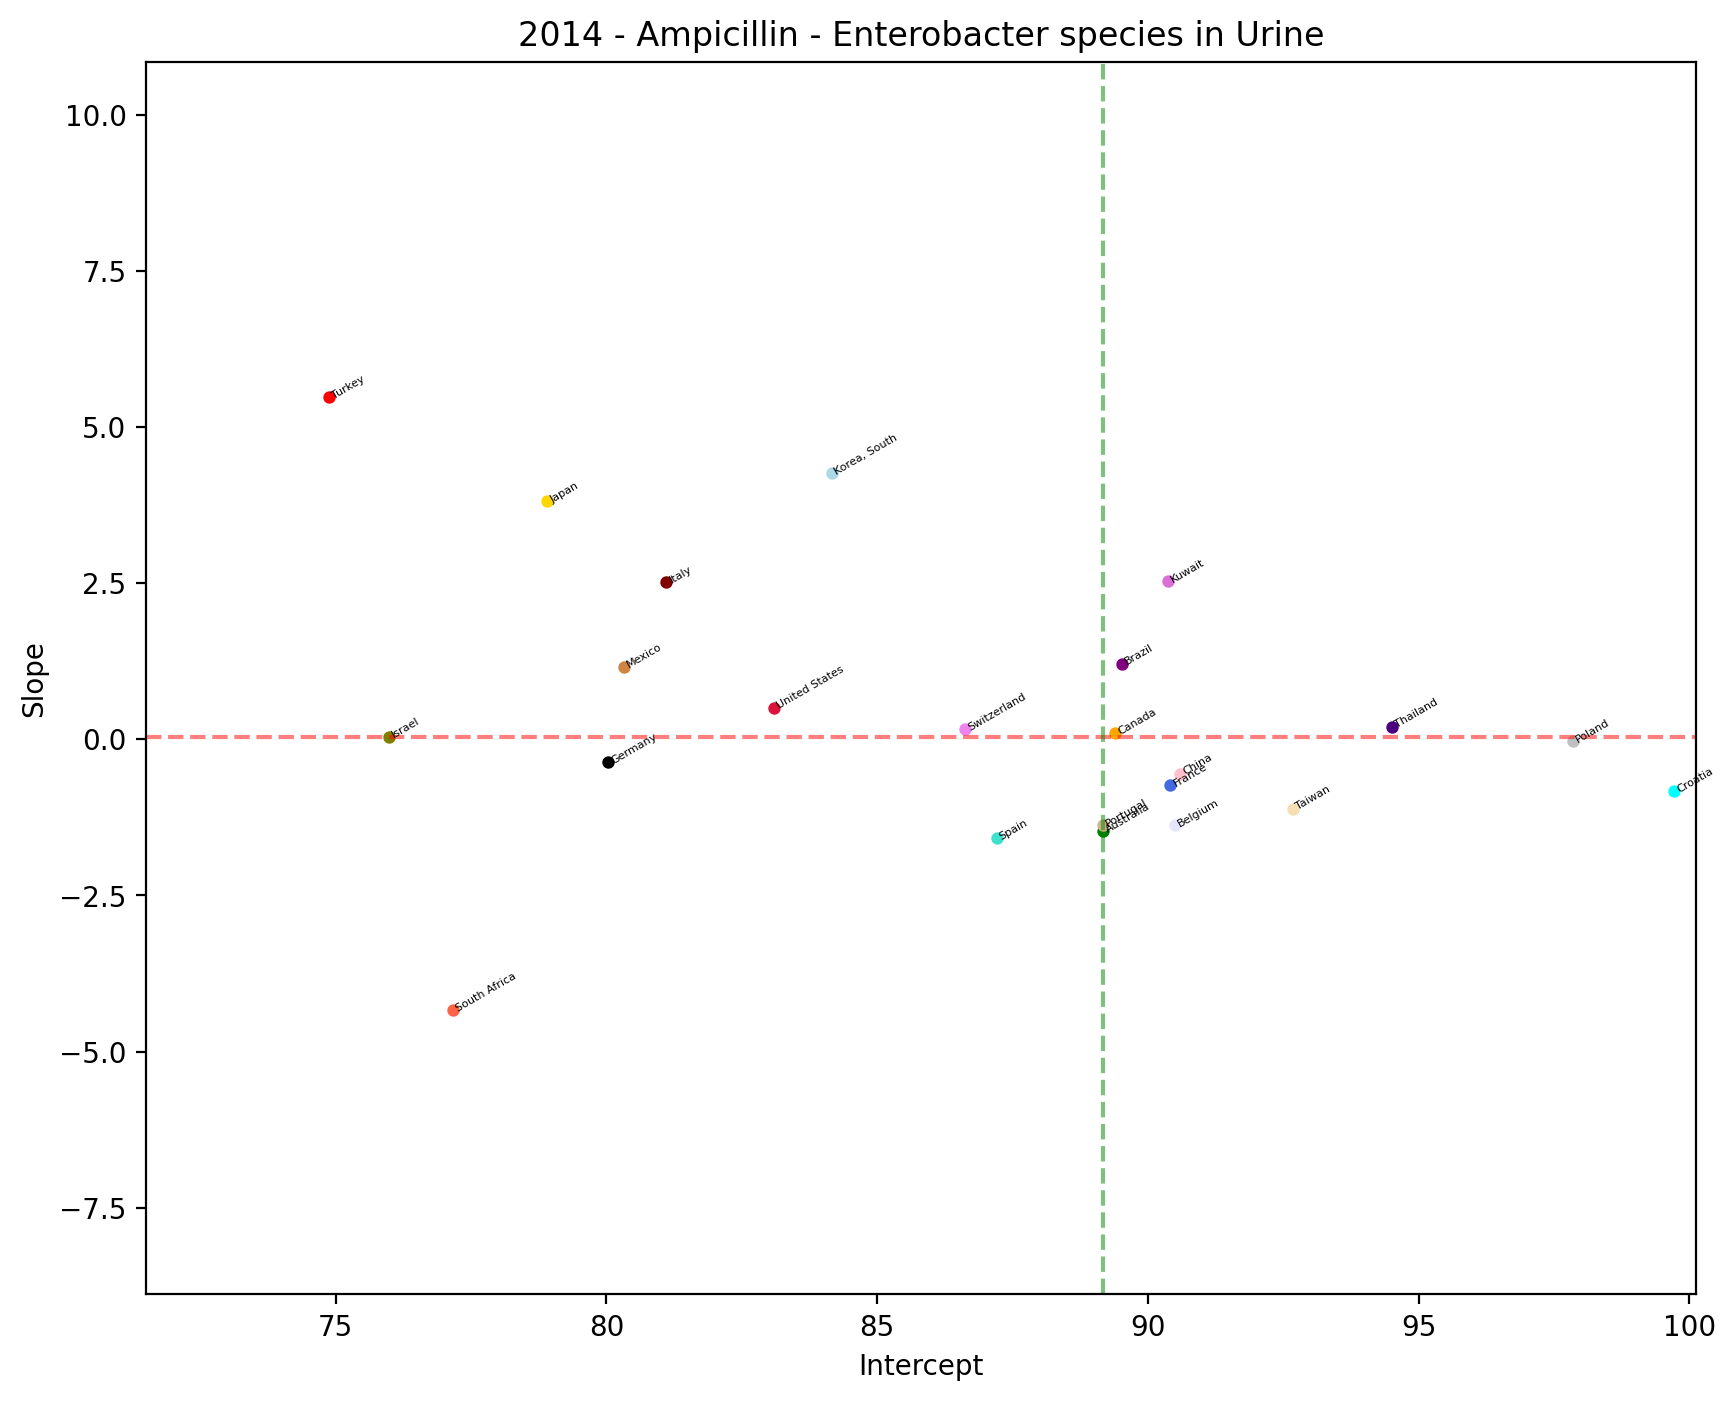 2014 - Ampicillin - Enterobacter species in Urine
10.0
7.5
5.0
2.5
0.0
−2.5
−5.0
−7.5
Slope
Turkey
Korea, South
Japan
Italy
Kuwait
Mexico
Brazil
United States
Switzerland
Canada
Thailand
Israel
Poland
Germany
China
France
Croatia
Taiwan
Portugal
Australia
Belgium
Spain
South Africa
75
80
85
90
95
100
Intercept